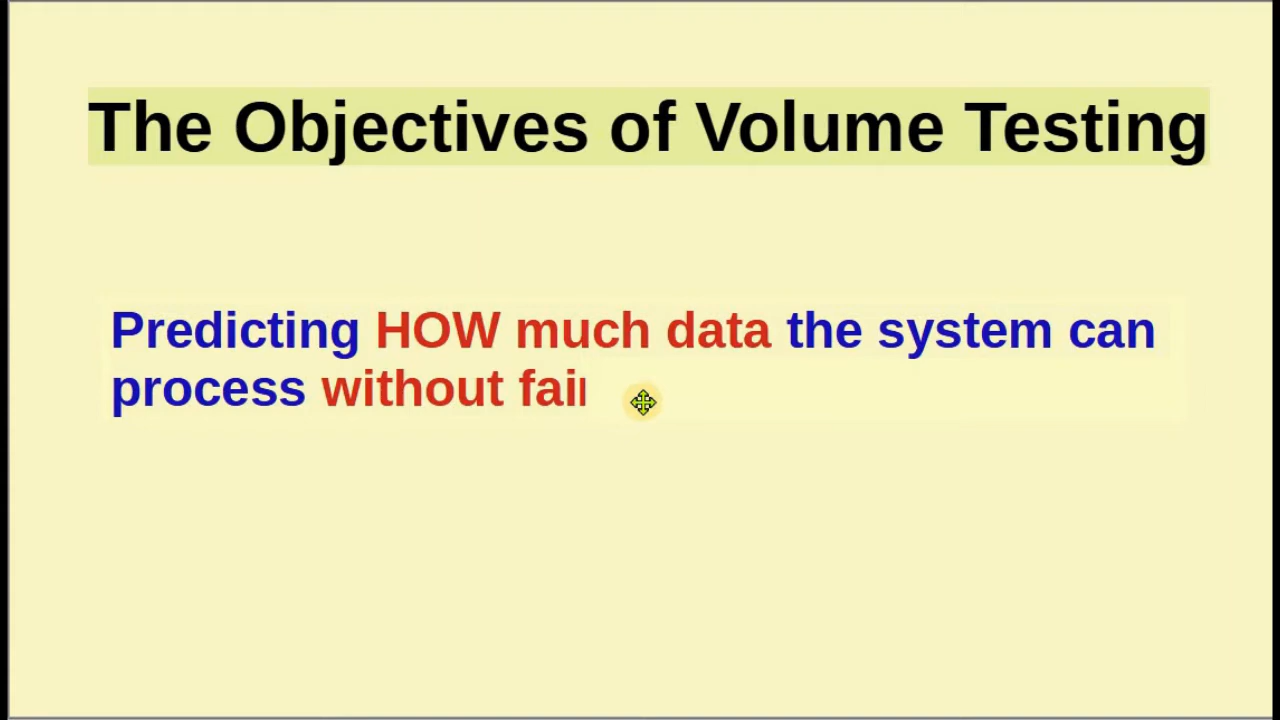 The Objectives of Volume Testing
Predicting HOW much data the system can
process without fai